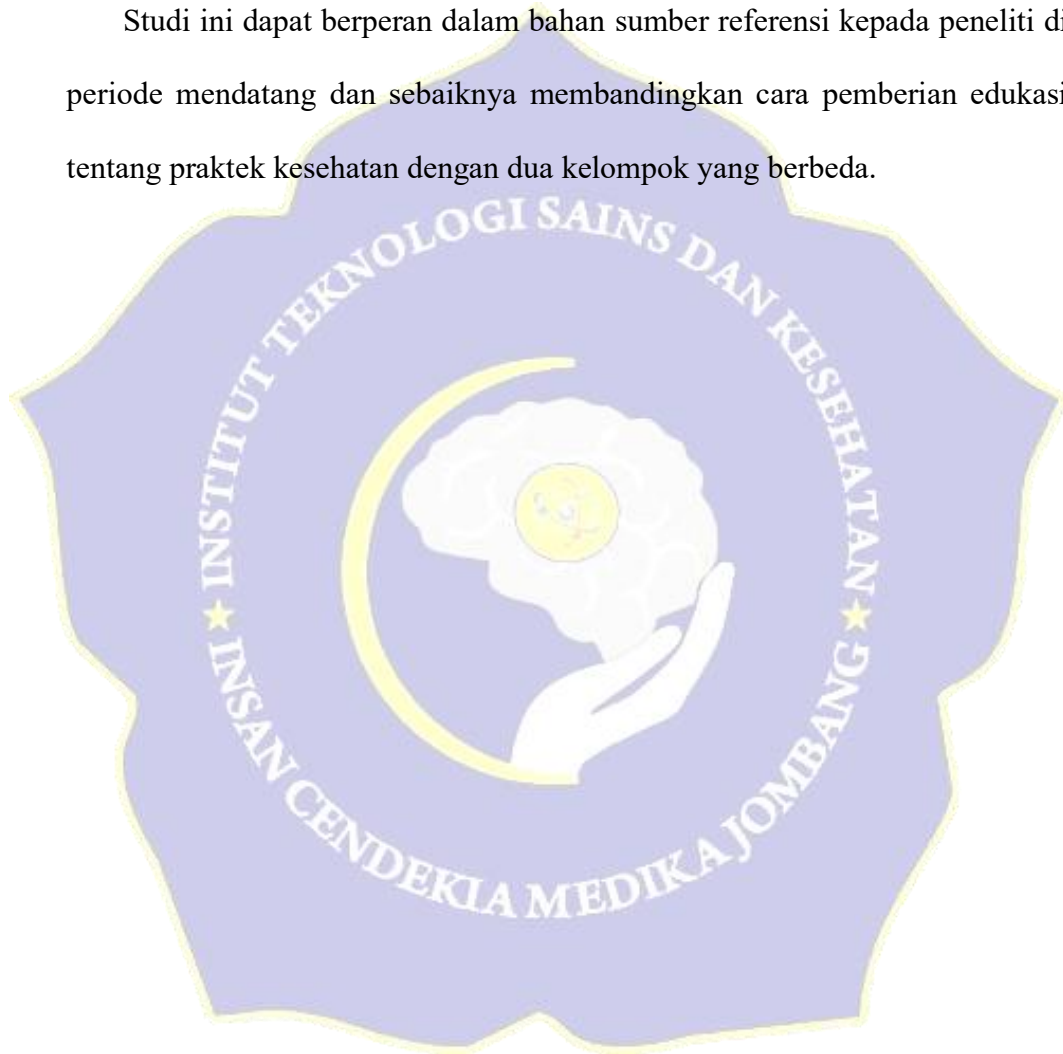 Studi ini dapat berperan dalam bahan sumber referensi kepada peneliti di
periode mendatang dan sebaiknya membandingkan cara pemberian edukasi
tentang praktek kesehatan dengan dua kelompok yang berbeda.
INSTITUT TEKNOLOGI SAINS DAN KESEHATAN
INSAN CENDEKIA MEDIKA JOMBANG